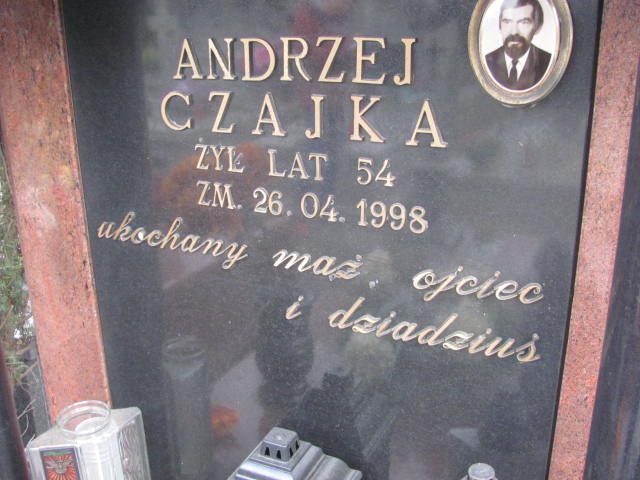 ANDRZEJ
CZAJKA
ŻYŁ LAT 54
ZM. 26.04.1998
ukochany mąż ojciec
i dziadziuś